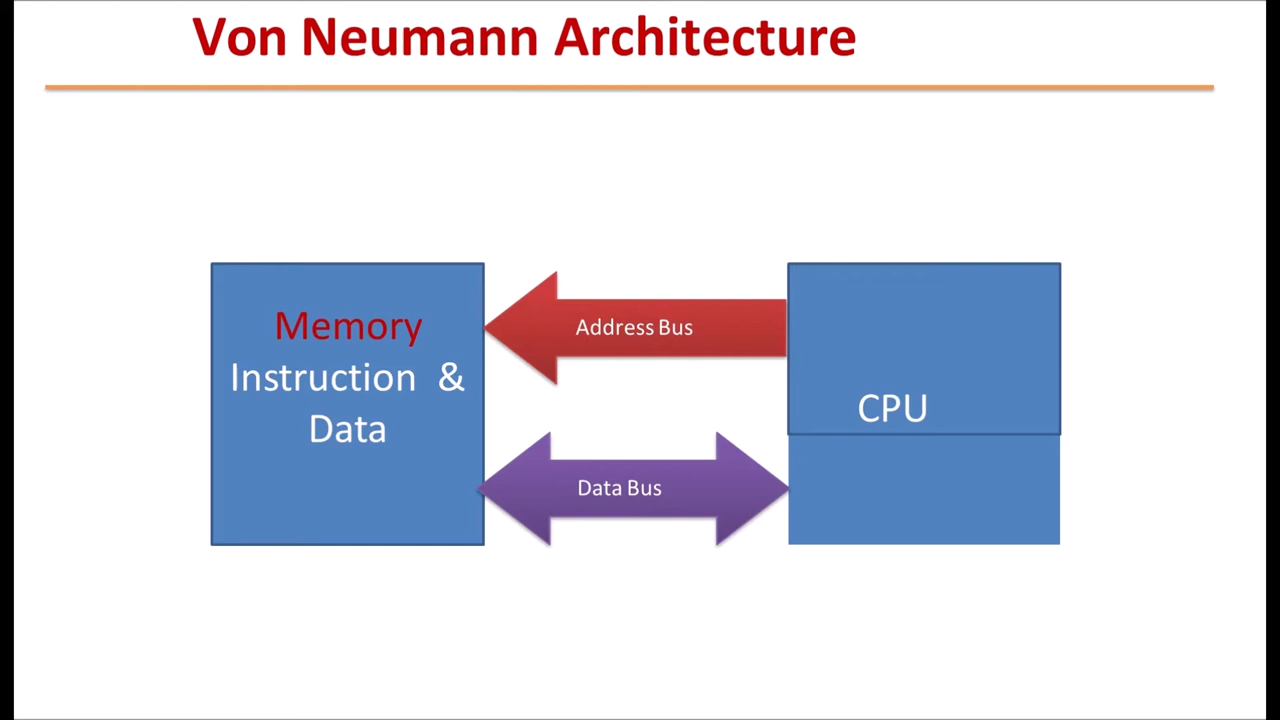 Von Neumann Architecture
Memory
Instruction & Data
Address Bus
Data Bus
CPU